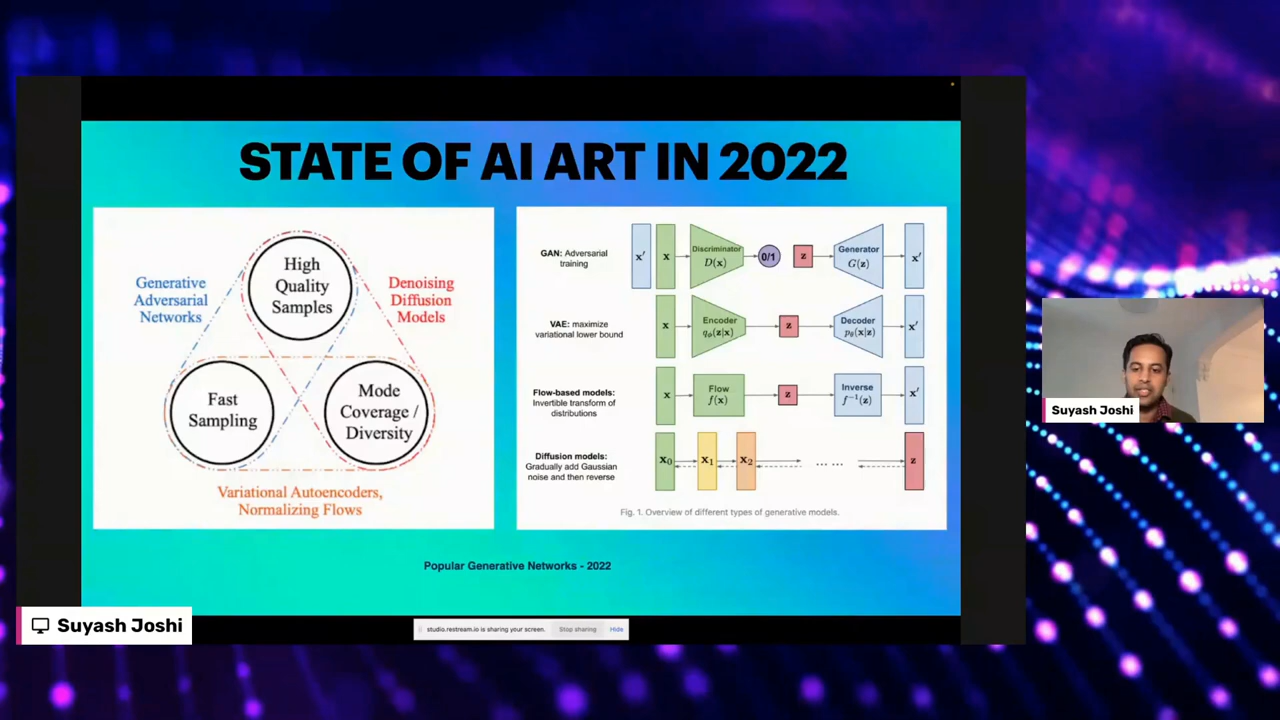 STATE OF AI ART IN 2022
Generative
Adversarial
Networks
High
Quality
Samples
Denoising
Diffusion
Models
Fast
Sampling
Mode
Coverage /
Diversity
Variational Autoencoders,
Normalizing Flows
GAN: Adversarial
training
x'
x
Discriminator
D(x)
0/1
z
Generator
G(z)
x'
VAE: maximize
variational lower bound
x
Encoder
qφ(z|x)
z
Decoder
pθ(x|z)
x'
Flow-based models:
Invertible transform of
distributions
x
Flow
f(x)
z
Inverse
f⁻¹(z)
x'
Diffusion models:
Gradually add Gaussian
noise and then reverse
x₀
x₁
x₂
... ...
z
Fig. 1. Overview of different types of generative models.
Popular Generative Networks - 2022
Suyash Joshi
Suyash Joshi
studio.restream.io is sharing your screen.
Stop sharing
Hide